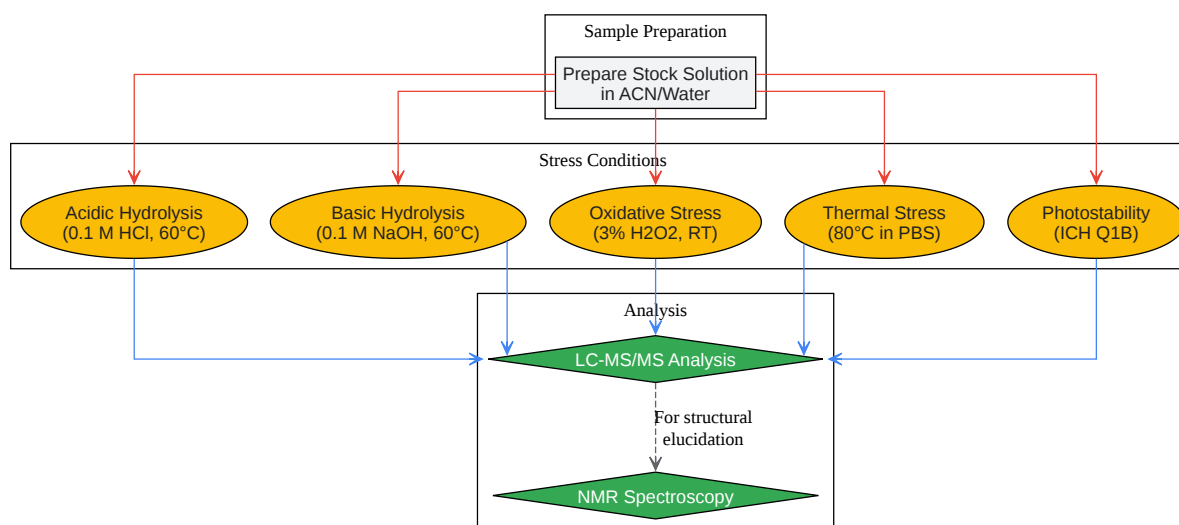 Sample Preparation
Prepare Stock Solution
in ACN/Water
Stress Conditions
Acidic Hydrolysis
(0.1 M HCl, 60°C)
Basic Hydrolysis
(0.1 M NaOH, 60°C)
Oxidative Stress
(3% H2O2, RT)
Thermal Stress
(80°C in PBS)
Photostability
(ICH Q1B)
Analysis
LC-MS/MS Analysis
For structural
elucidation
NMR Spectroscopy